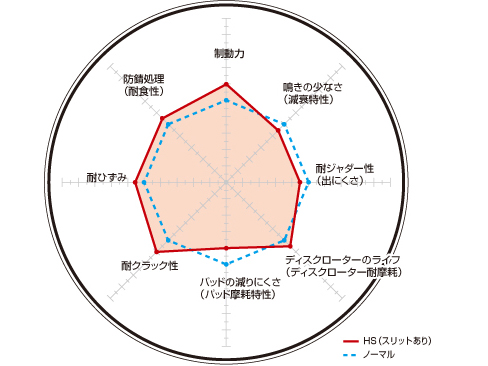 制動力
防錆処理
（耐食性）
鳴きの少なさ
（減衰特性）
耐ひずみ
耐ジャダー性
（出にくさ）
耐クラック性
ディスクローターのライフ
（ディスクローター耐摩耗）
パッドの減りにくさ
（パッド摩耗特性）
HS（スリットあり）
ノーマル